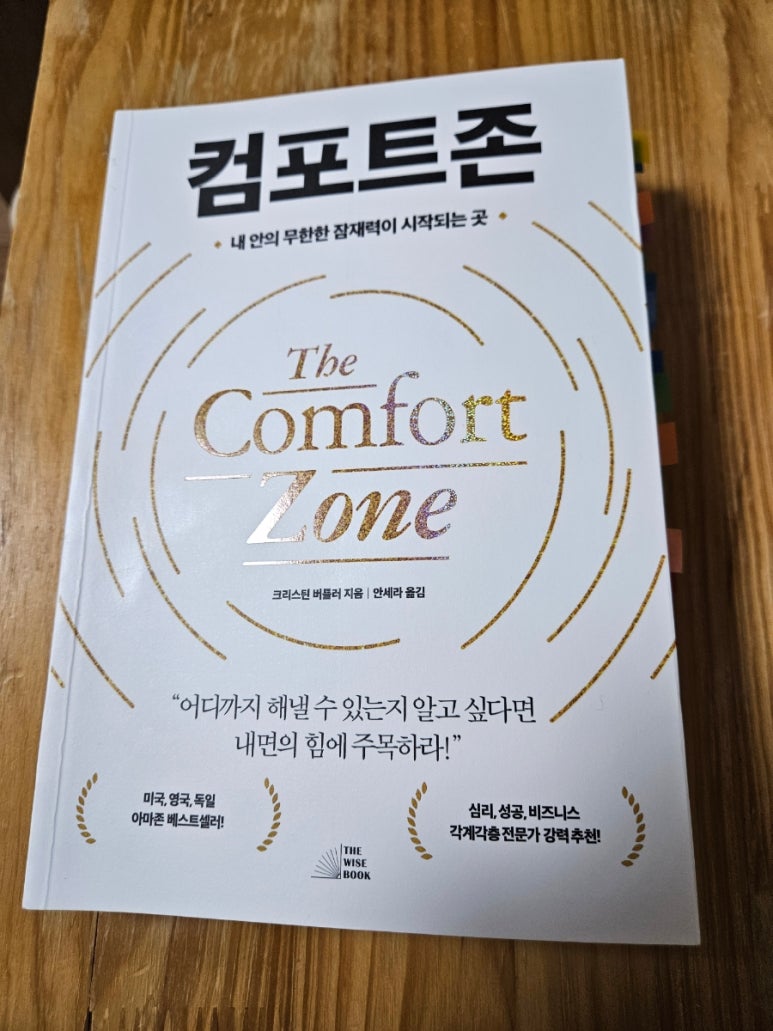 컴포트존
내 안의 무한한 잠재력이 시작되는 곳
The
Comfort
Zone
크리스틴 버틀러 지음 | 안세라 옮김
“어디까지 해낼 수 있는지 알고 싶다면
내면의 힘에 주목하라!”
미국, 영국, 독일
아마존 베스트셀러!
심리, 성공, 비즈니스
각계각층 전문가 강력 추천!
THE
WISE
BOOK